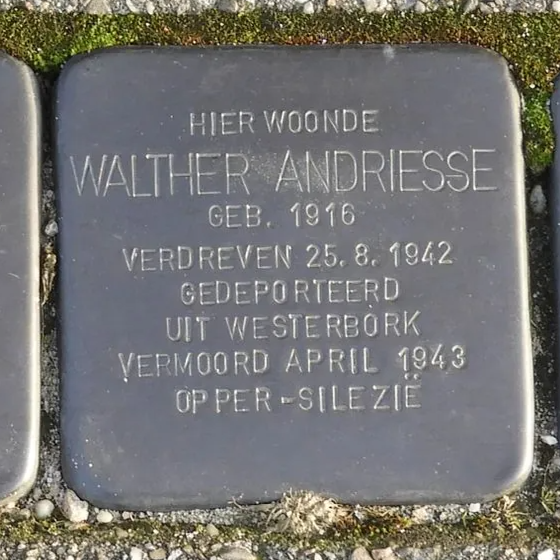 HIER WOONDE
WALTHER ANDRIESSE
GEB. 1916
VERDREVEN 25.8.1942
GEDEPORTEERD
UIT WESTERBORK
VERMOORD APRIL 1943
OPPER-SILEZIË